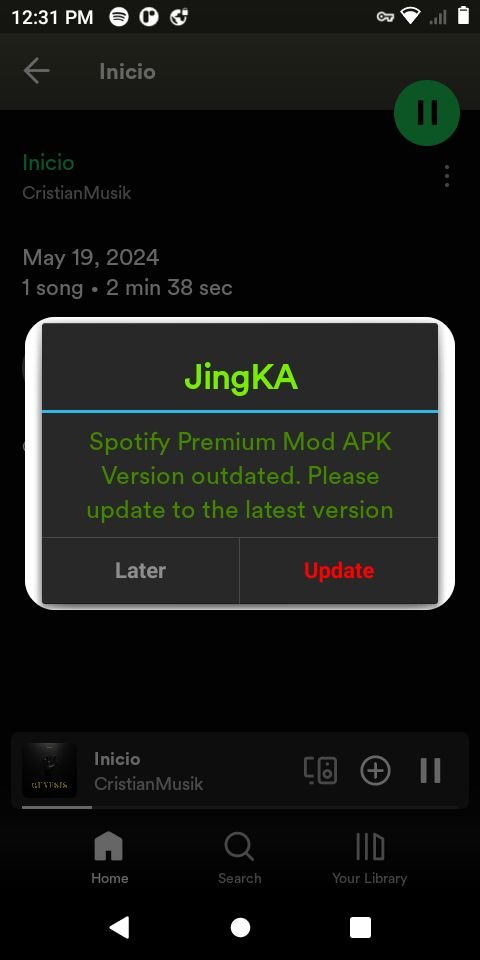 12:31 PM
Inicio
Inicio
CristianMusik
May 19, 2024
1 song • 2 min 38 sec
JingKA
Spotify Premium Mod APK
Version outdated. Please
update to the latest version
Later
Update
Inicio
CristianMusik
Home
Search
Your Library